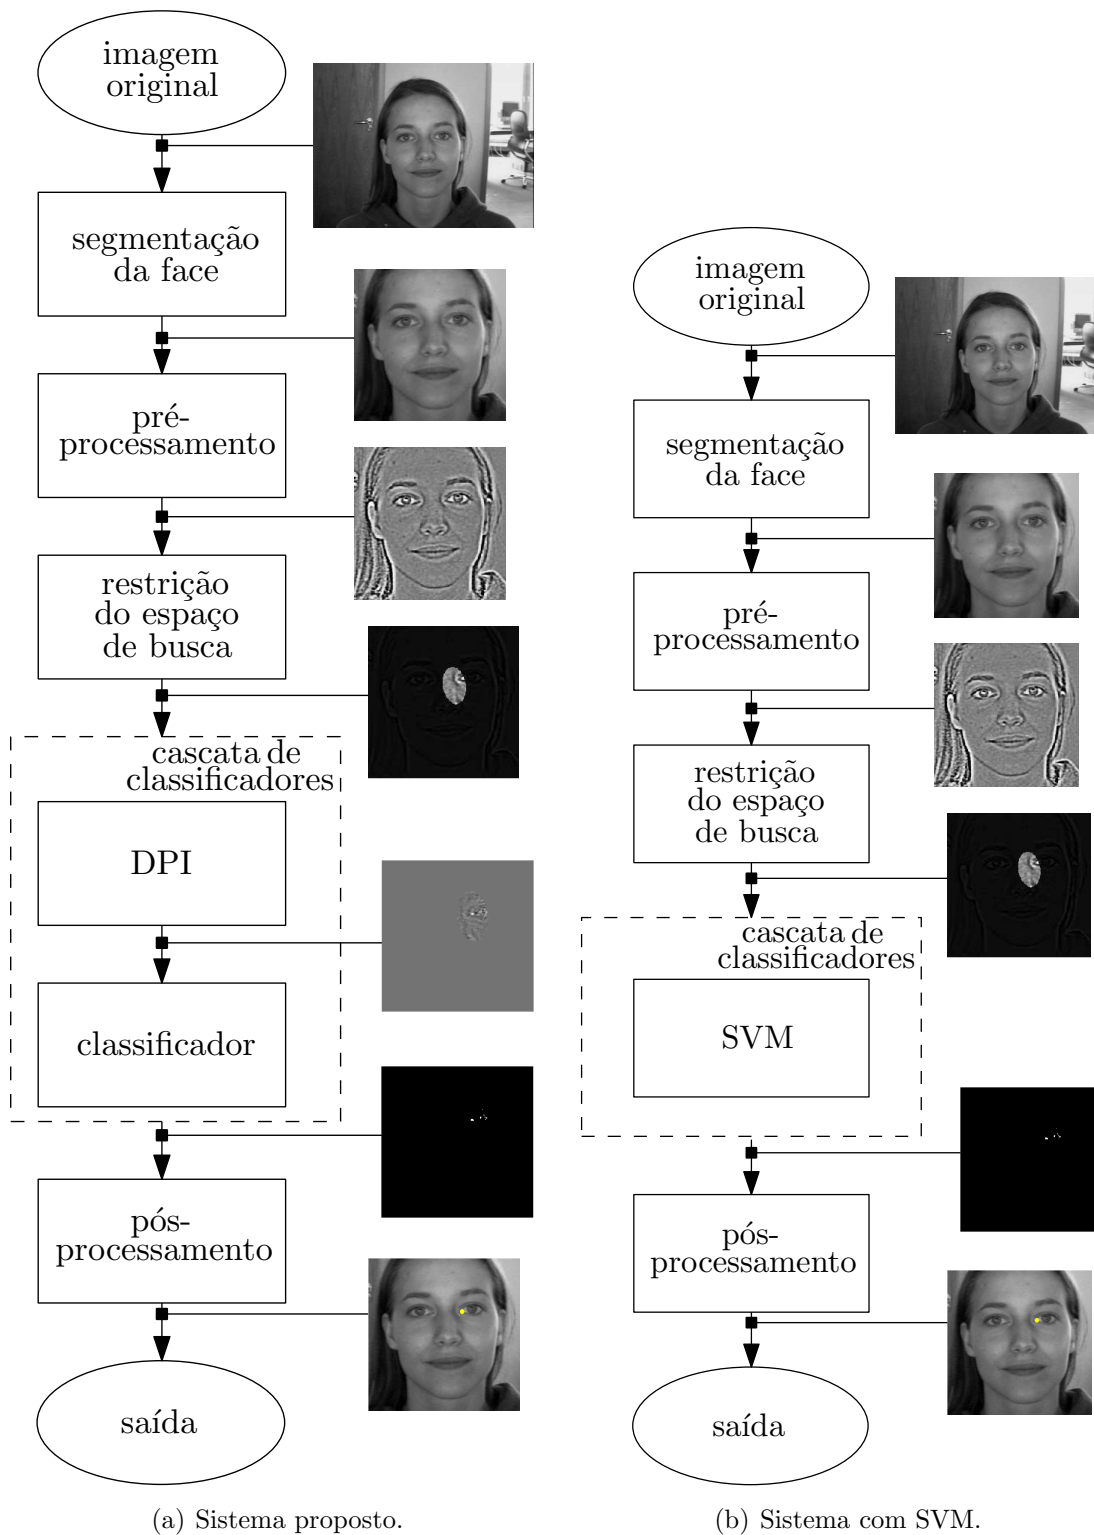 imagem
original
segmentação
da face
pré-
processamento
restrição
do espaço
de busca
cascata de
classificadores
DPI
classificador
pós-
processamento
saída
(a) Sistema proposto.
imagem
original
segmentação
da face
pré-
processamento
restrição
do espaço
de busca
cascata de
classificadores
SVM
pós-
processamento
saída
(b) Sistema com SVM.